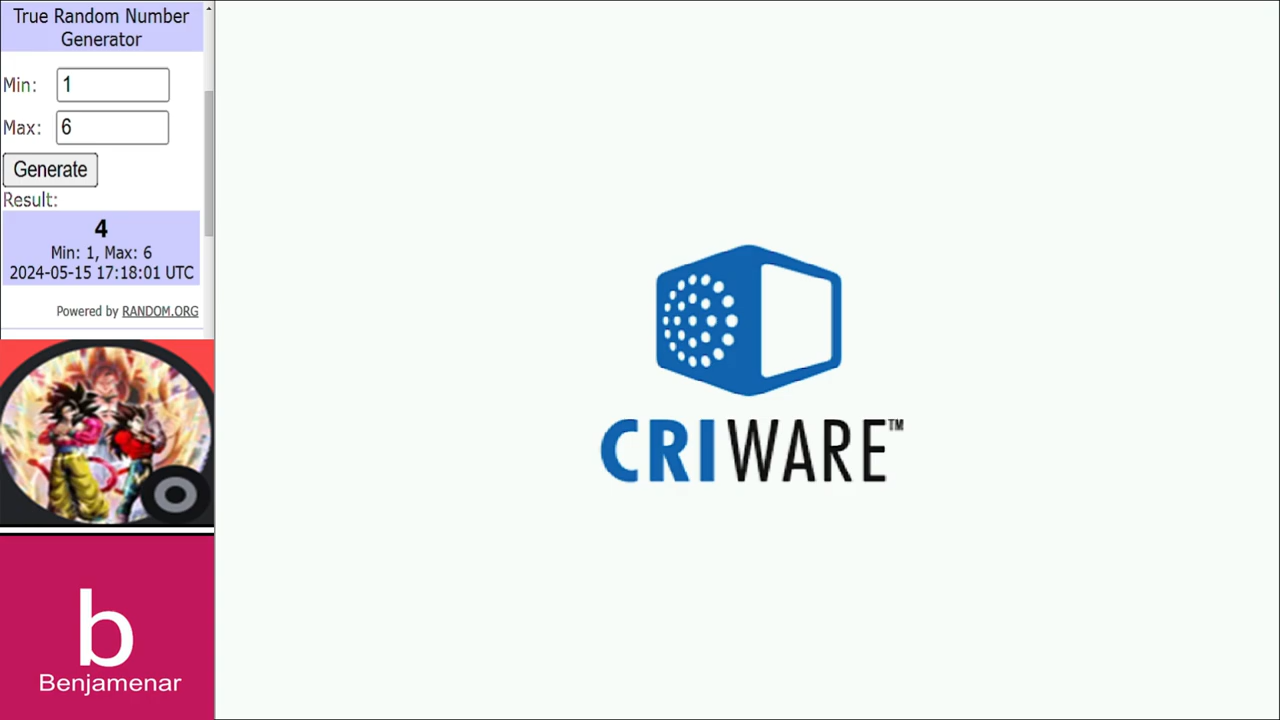 True Random Number
Generator
Min: 1
Max: 6
Generate
Result:
4
Min: 1, Max: 6
2024-05-15 17:18:01 UTC
Powered by RANDOM.ORG
CRIWARE™
b
Benjamenar